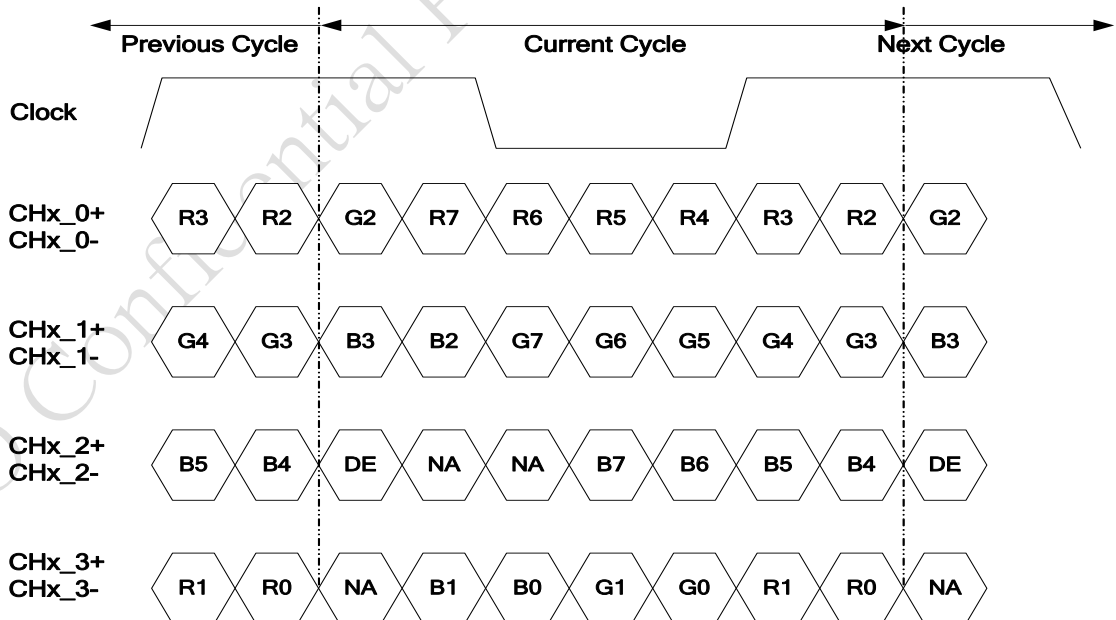 Previous Cycle Current Cycle Next Cycle
Clock
CHx_0+
CHx_0-
R3 R2 G2 R7 R6 R5 R4 R3 R2 G2
CHx_1+
CHx_1-
G4 G3 B3 B2 G7 G6 G5 G4 G3 B3
CHx_2+
CHx_2-
B5 B4 DE NA NA B7 B6 B5 B4 DE
CHx_3+
CHx_3-
R1 R0 NA B1 B0 G1 G0 R1 R0 NA
Confidential